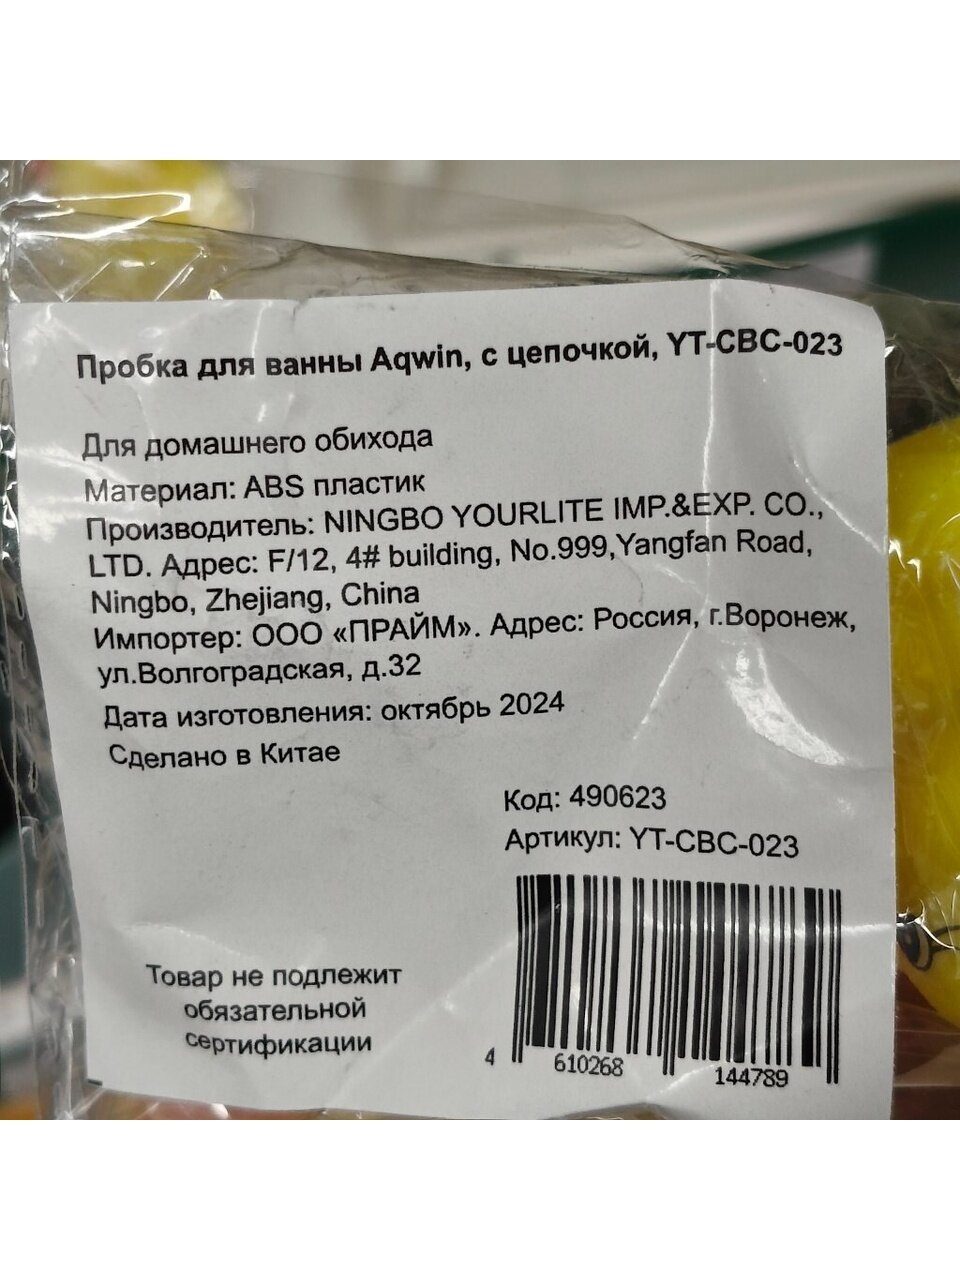 Пробка для ванны Aqwin, с цепочкой, YT-CBC-023
Для домашнего обихода
Материал: ABS пластик
Производитель: NINGBO YOURLITE IMP.&EXP. CO.,
LTD. Адрес: F/12, 4# building, No.999,Yangfan Road,
Ningbo, Zhejiang, China
Импортер: ООО «ПРАЙМ». Адрес: Россия, г.Воронеж,
ул.Волгоградская, д.32
Дата изготовления: октябрь 2024
Сделано в Китае
Код: 490623
Артикул: YT-CBC-023
Товар не подлежит
обязательной
сертификации
4 610268 144789